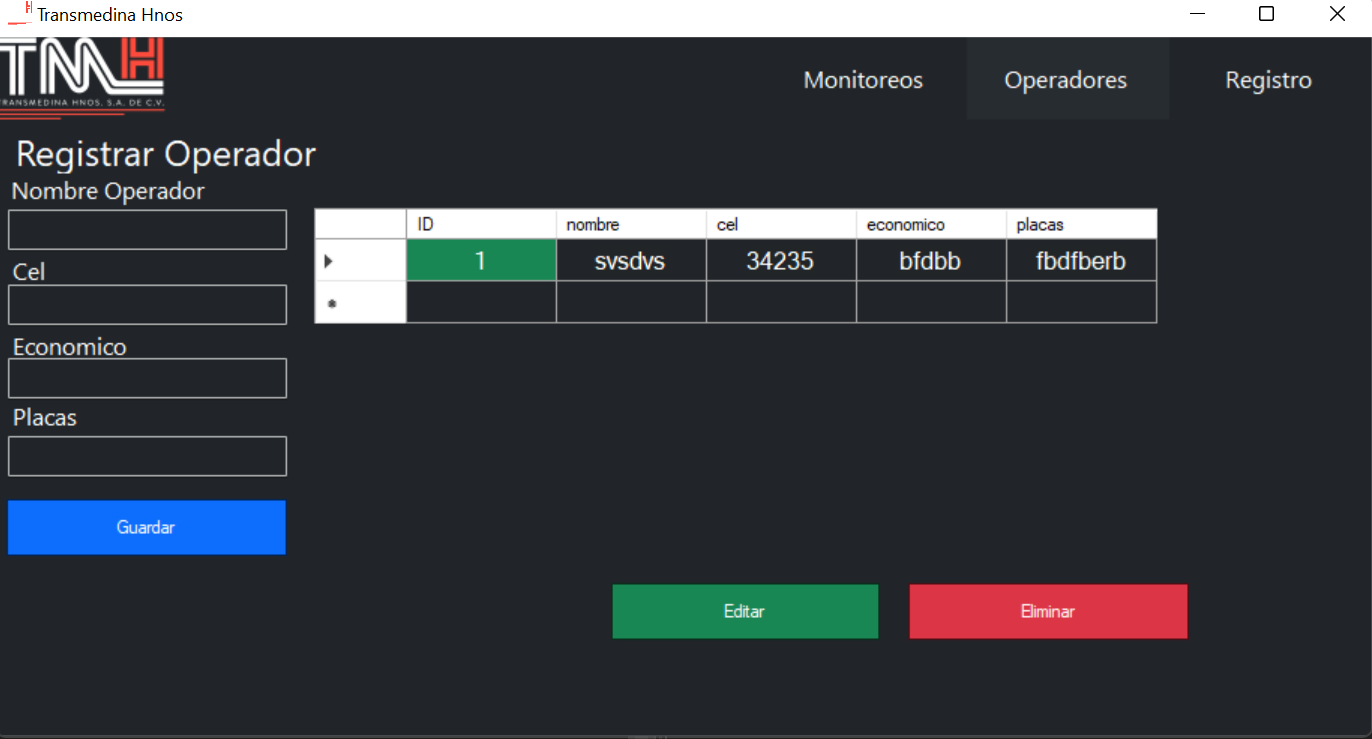 Transmedina Hnos
TMH
TRANSMEDINA HNOS. S.A. DE C.V.
Monitoreos Operadores Registro
Registrar Operador
Nombre Operador
Cel
Economico
Placas
Guardar
ID nombre cel economico placas
1 svsdvs 34235 bfdbb fbdfberb
Editar Eliminar